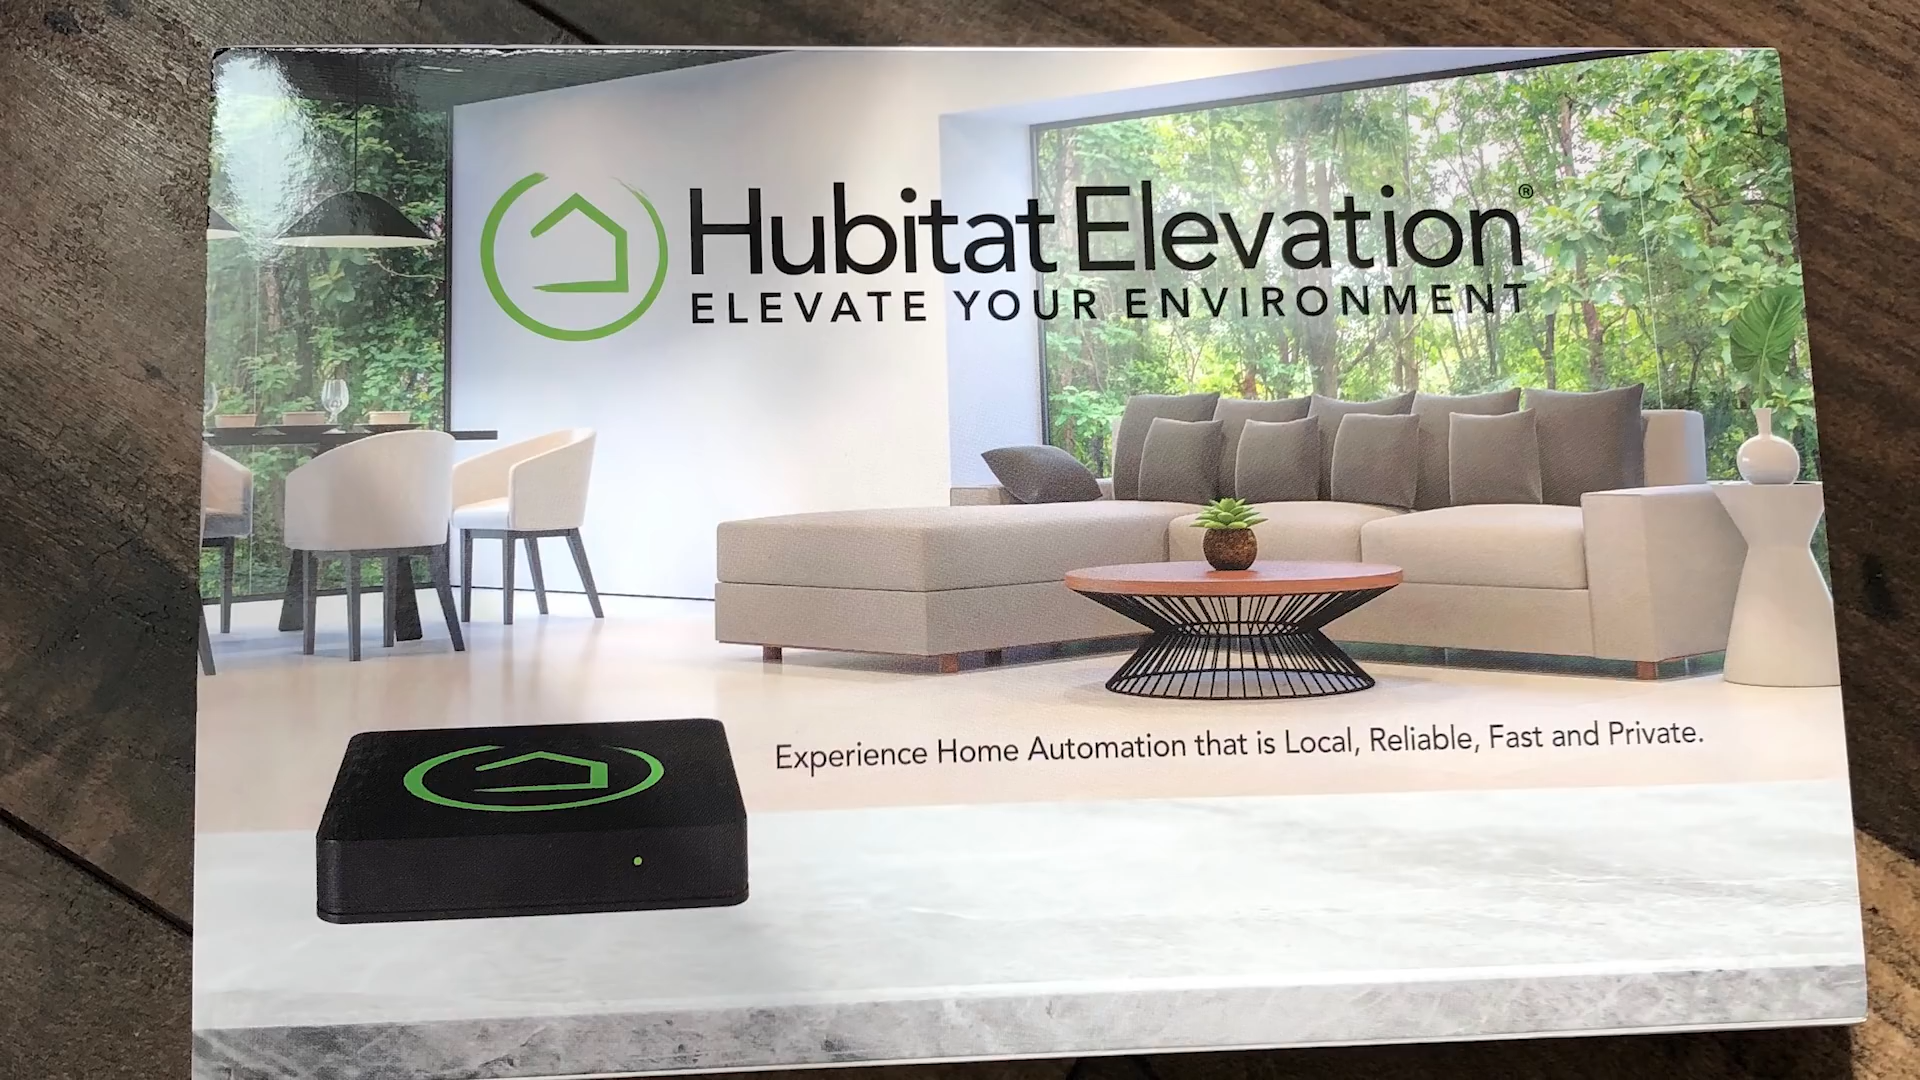 Hubitat Elevation®
ELEVATE YOUR ENVIRONMENT
Experience Home Automation that is Local, Reliable, Fast and Private.